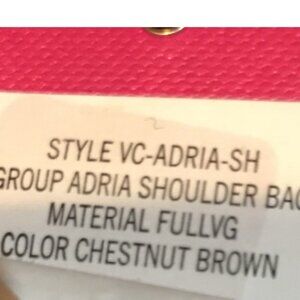 STYLE VC-ADRIA-SH
GROUP ADRIA SHOULDER BAG
MATERIAL FULLVG
COLOR CHESTNUT BROWN